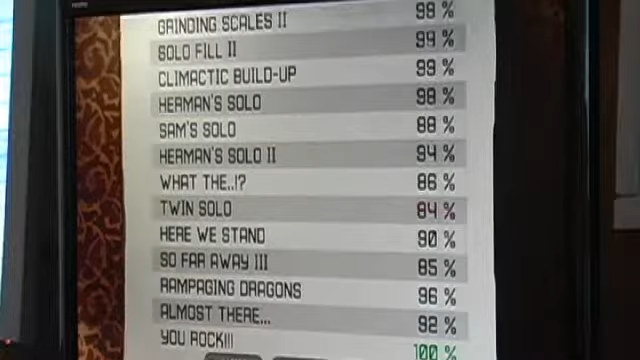 GRINDING SCALES II 99 %
SOLO FILL II 94 %
CLIMACTIC BUILD-UP 99 %
HERMAN'S SOLO 98 %
SAM'S SOLO 88 %
HERMAN'S SOLO II 94 %
WHAT THE..!? 86 %
TWIN SOLO 84 %
HERE WE STAND 90 %
SO FAR AWAY III 85 %
RAMPAGING DRAGONS 96 %
ALMOST THERE... 92 %
YOU ROCK!!! 100 %